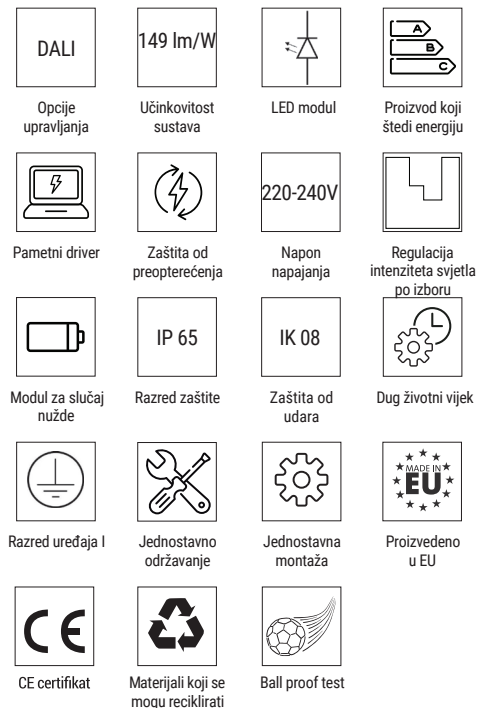 DALI
Opcije
upravljanja
149 lm/W
Učinkovitost
sustava
LED modul
A
B
C
Proizvod koji
štedi energiju
Pametni driver
Zaštita od
preopterećenja
220-240V
Napon
napajanja
Regulacija
intenziteta svjetla
po izboru
Modul za slučaj
nužde
IP 65
Razred zaštite
IK 08
Zaštita od
udara
Dug životni vijek
Razred uređaja I
Jednostavno
održavanje
Jednostavna
montaža
MADE IN
EU
Proizvedeno
u EU
CE
CE certifikat
Materijali koji se
mogu reciklirati
Ball proof test